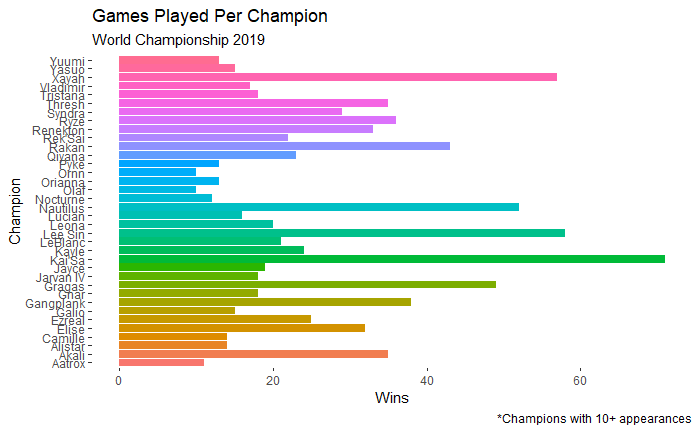 Games Played Per Champion
World Championship 2019
Yuumi
Yasuo
Xayah
Vladimir
Tristana
Thresh
Syndra
Ryze
Renekton
Rek'Sai
Rakan
Qiyana
Pyke
Ornn
Orianna
Olaf
Nocturne
Nautilus
Lucian
Leona
Lee Sin
LeBlanc
Kayle
Kai'Sa
Jayce
Jarvan IV
Gragas
Gnar
Gangplank
Galio
Ezreal
Elise
Camille
Alistar
Akali
Aatrox
Champion
0 20 40 60
Wins
*Champions with 10+ appearances